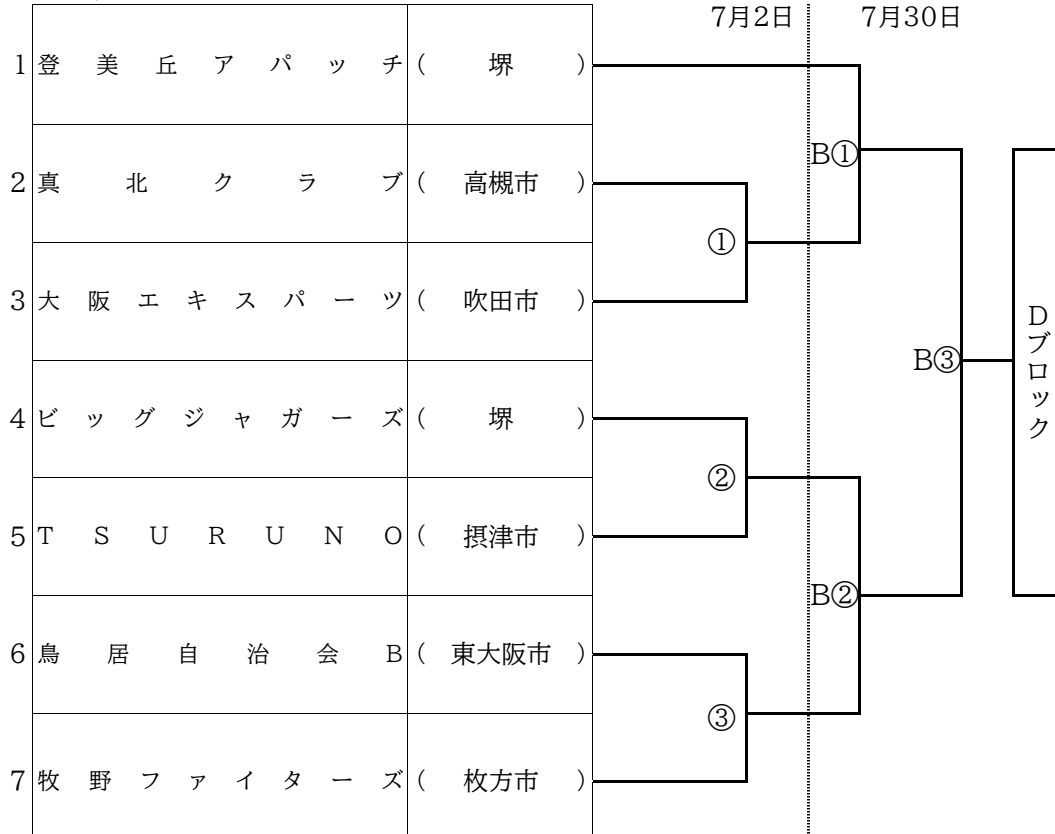 7月2日 7月30日
1 登美丘アパッチ ( 堺 )
B①
2 真北クラブ ( 高槻市 )
①
3 大阪エキスパーツ ( 吹田市 )
Dブロック
B③
4 ビッグジャガーズ ( 堺 )
②
5 TSURUNO ( 摂津市 )
B②
6 鳥居自治会B ( 東大阪市 )
③
7 牧野ファイターズ ( 枚方市 )